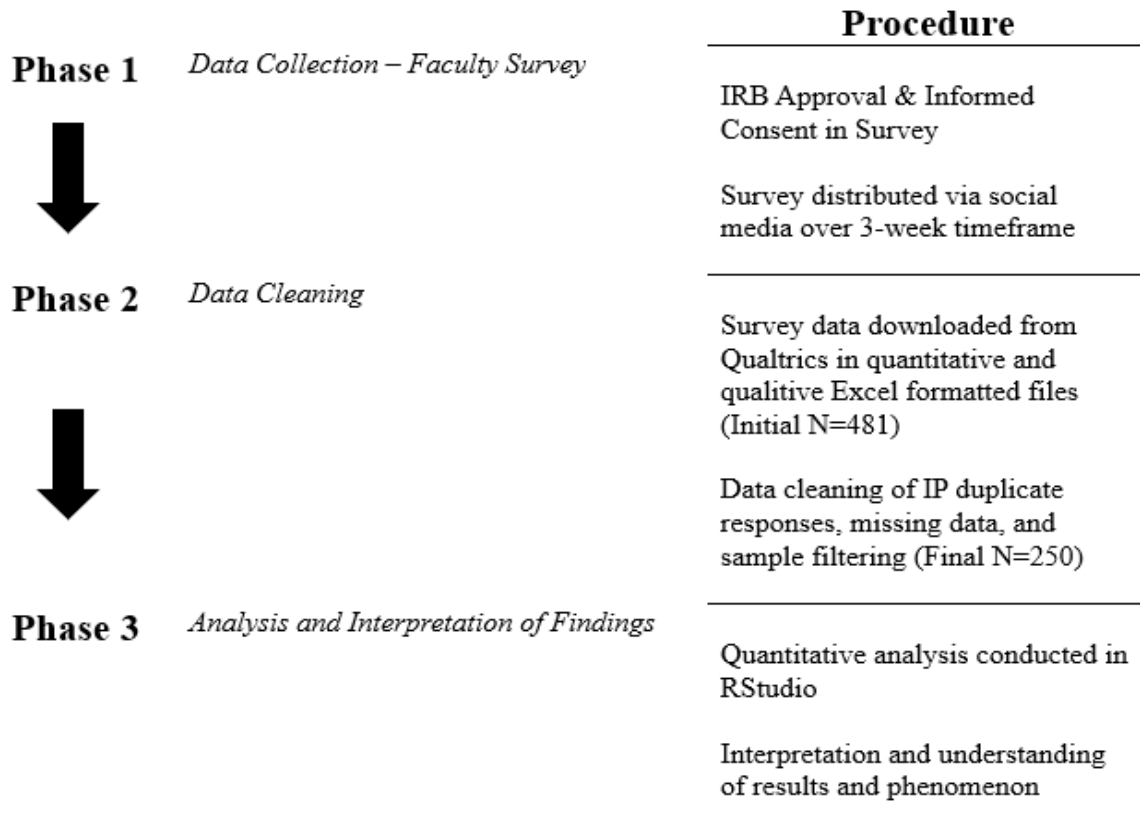 Procedure
Phase 1
Data Collection – Faculty Survey
IRB Approval & Informed
Consent in Survey
Survey distributed via social
media over 3-week timeframe
Phase 2
Data Cleaning
Survey data downloaded from
Qualtrics in quantitative and
qualitive Excel formatted files
(Initial N=481)
Data cleaning of IP duplicate
responses, missing data, and
sample filtering (Final N=250)
Phase 3
Analysis and Interpretation of Findings
Quantitative analysis conducted in
RStudio
Interpretation and understanding
of results and phenomenon